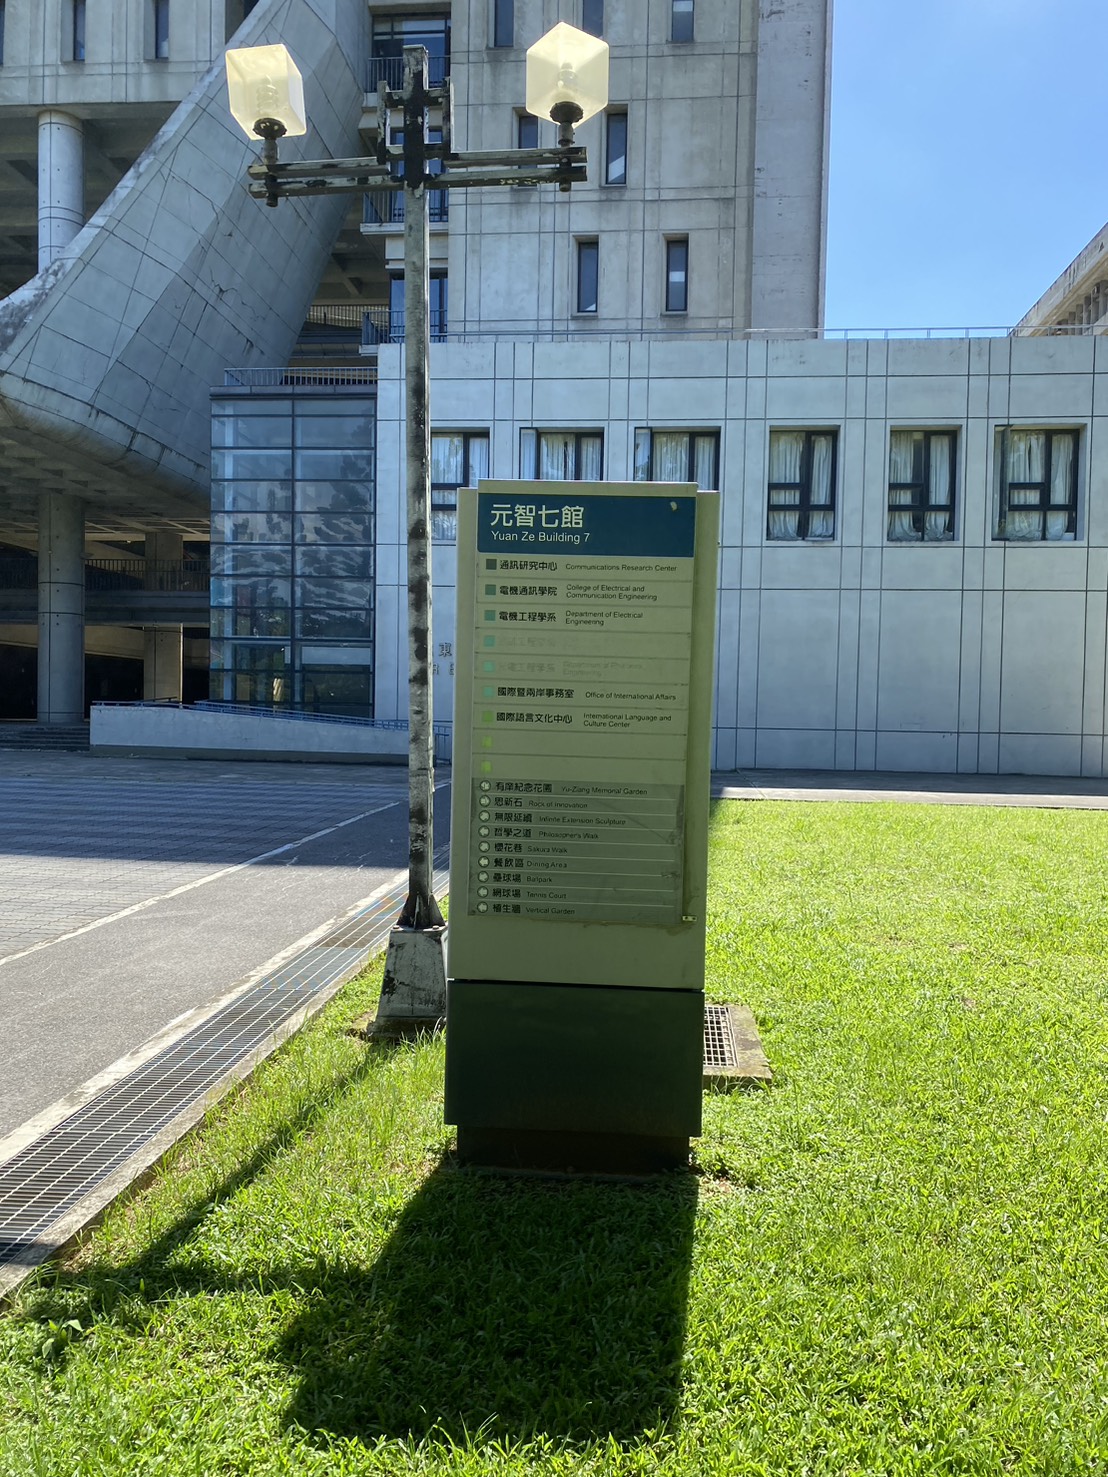 元智七館
Yuan Ze Building 7
通訊研究中心 Communications Research Center
電機通訊學院 College of Electrical and
Communication Engineering
電機工程學系 Department of Electrical
Engineering
國際暨兩岸事務室 Office of International Affairs
國際語言文化中心 International Language and
Culture Center
有庠紀念花園 Yu-Ziang Memorial Garden
思新石 Rock of Innovation
無限延續 Infinite Extension Sculpture
哲學之道 Philosopher's Walk
櫻花巷 Sakura Walk
餐飲區 Dining Area
壘球場 Ballpark
網球場 Tennis Court
植生牆 Vertical Garden
東